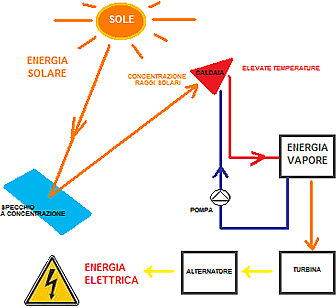 SOLE
ENERGIA
SOLARE
CONCENTRAZIONE
RAGGI SOLARI
CALDAIA
ELEVATE TEMPERATURE
ENERGIA
VAPORE
SPECCHIO
A CONCENTRAZIONE
POMPA
ENERGIA
ELETTRICA
ALTERNATORE
TURBINA